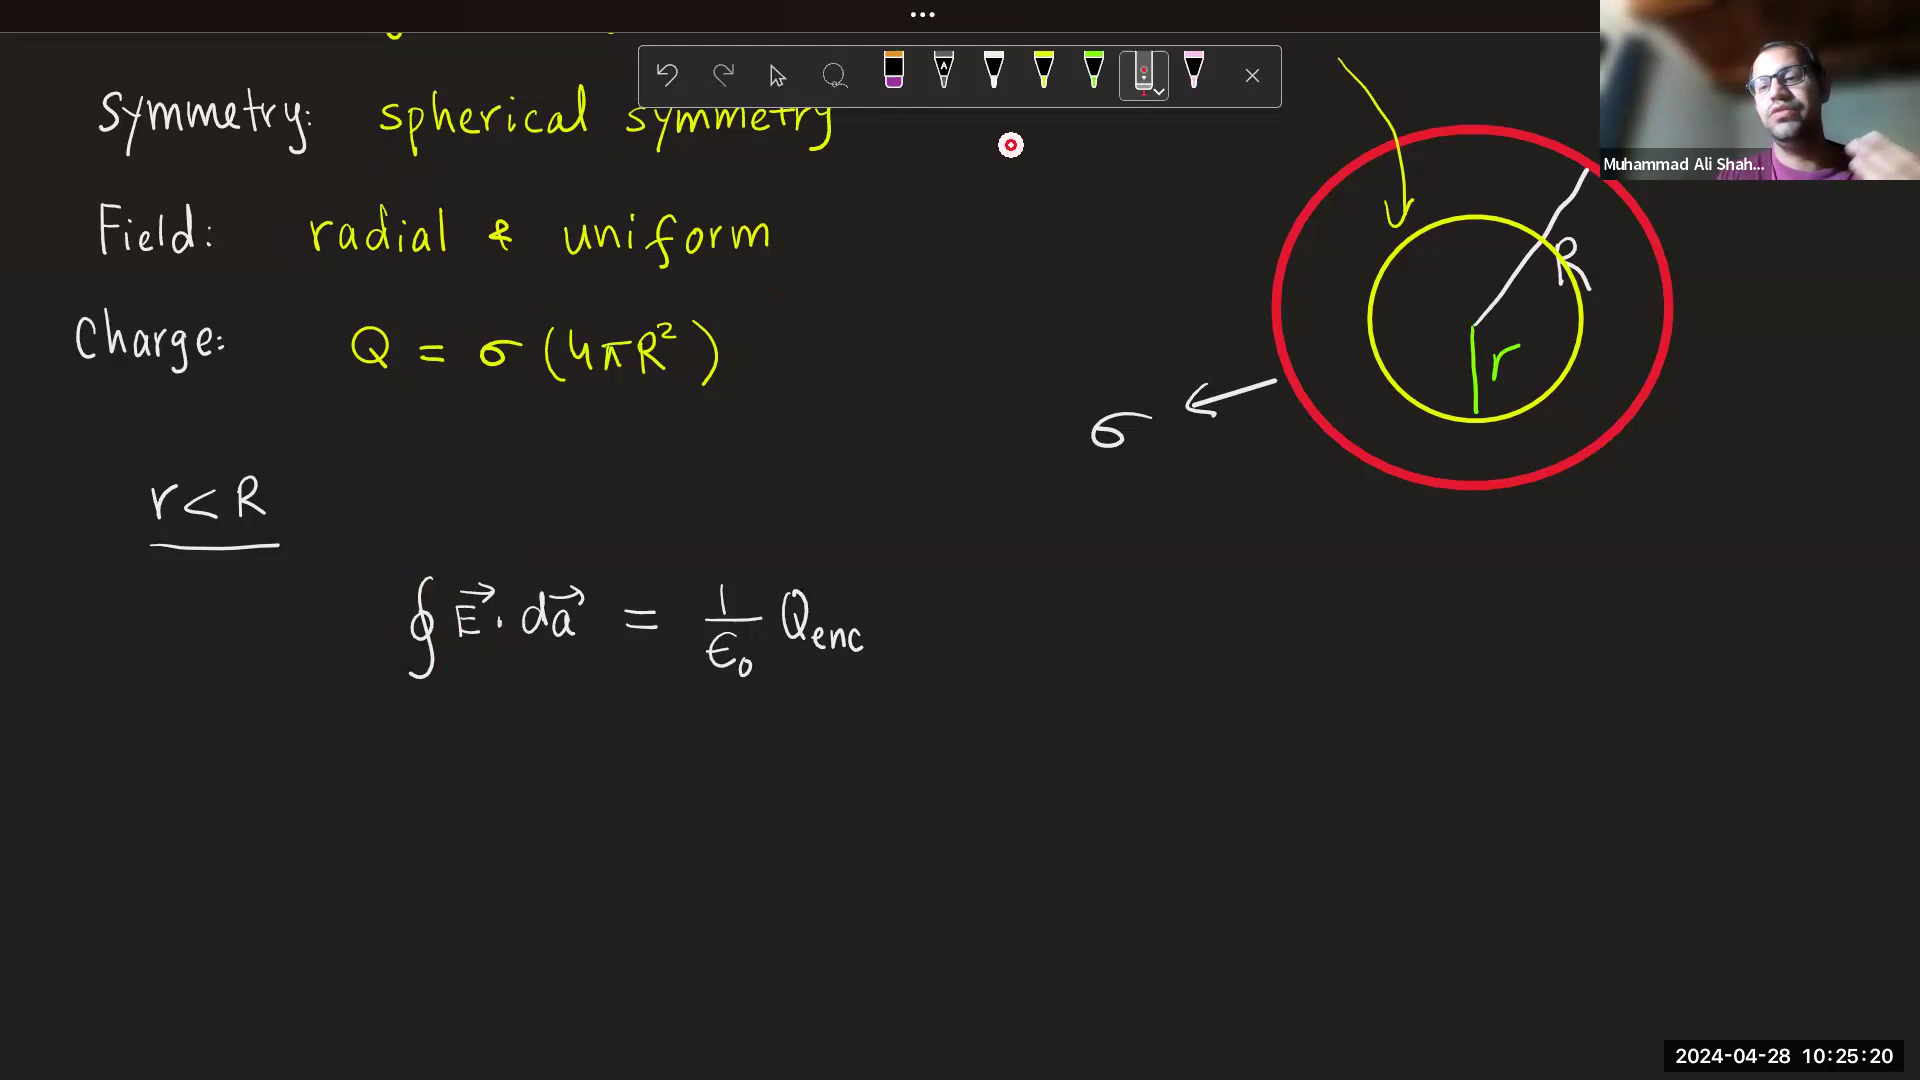 ...
Symmetry: spherical symmetry
Field: radial & uniform
Charge: Q = σ (4πR²)
r < R
∮ E⃗ · da⃗ = 1/ϵ₀ Qenc
R
r
σ
A
Muhammad Ali Shah...
2024-04-28 10:25:20